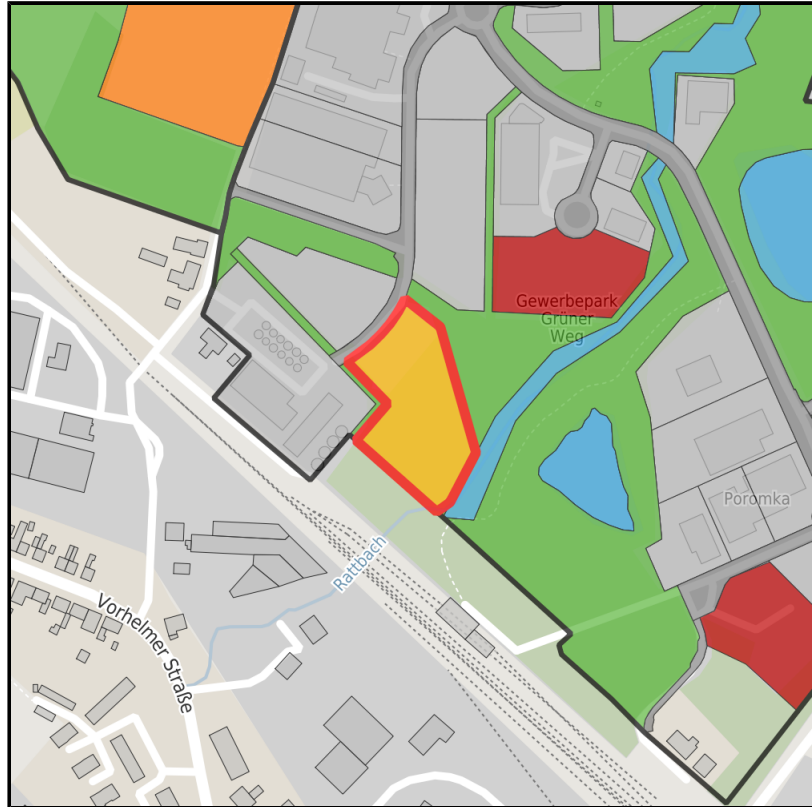 Gewerbepark
Grüner
Weg
Poromka
Rattbach
Vorhelmer Straße